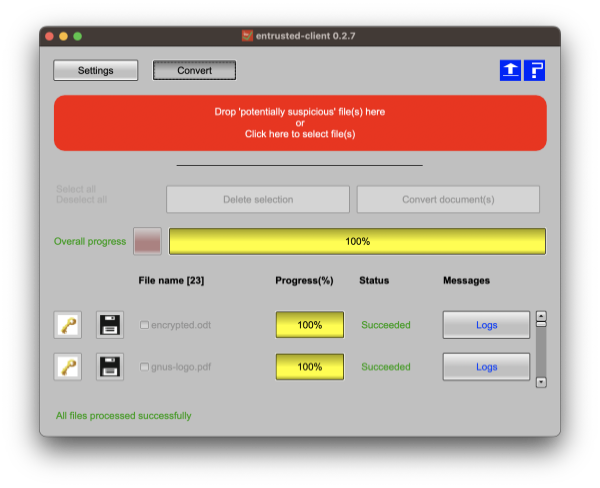 entrusted-client 0.2.7
Settings
Convert
Drop 'potentially suspicious' file(s) here
or
Click here to select file(s)
Select all
Deselect all
Delete selection
Convert document(s)
Overall progress
100%
File name [23]
Progress(%)
Status
Messages
encrypted.odt
100%
Succeeded
Logs
gnus-logo.pdf
100%
Succeeded
Logs
All files processed successfully